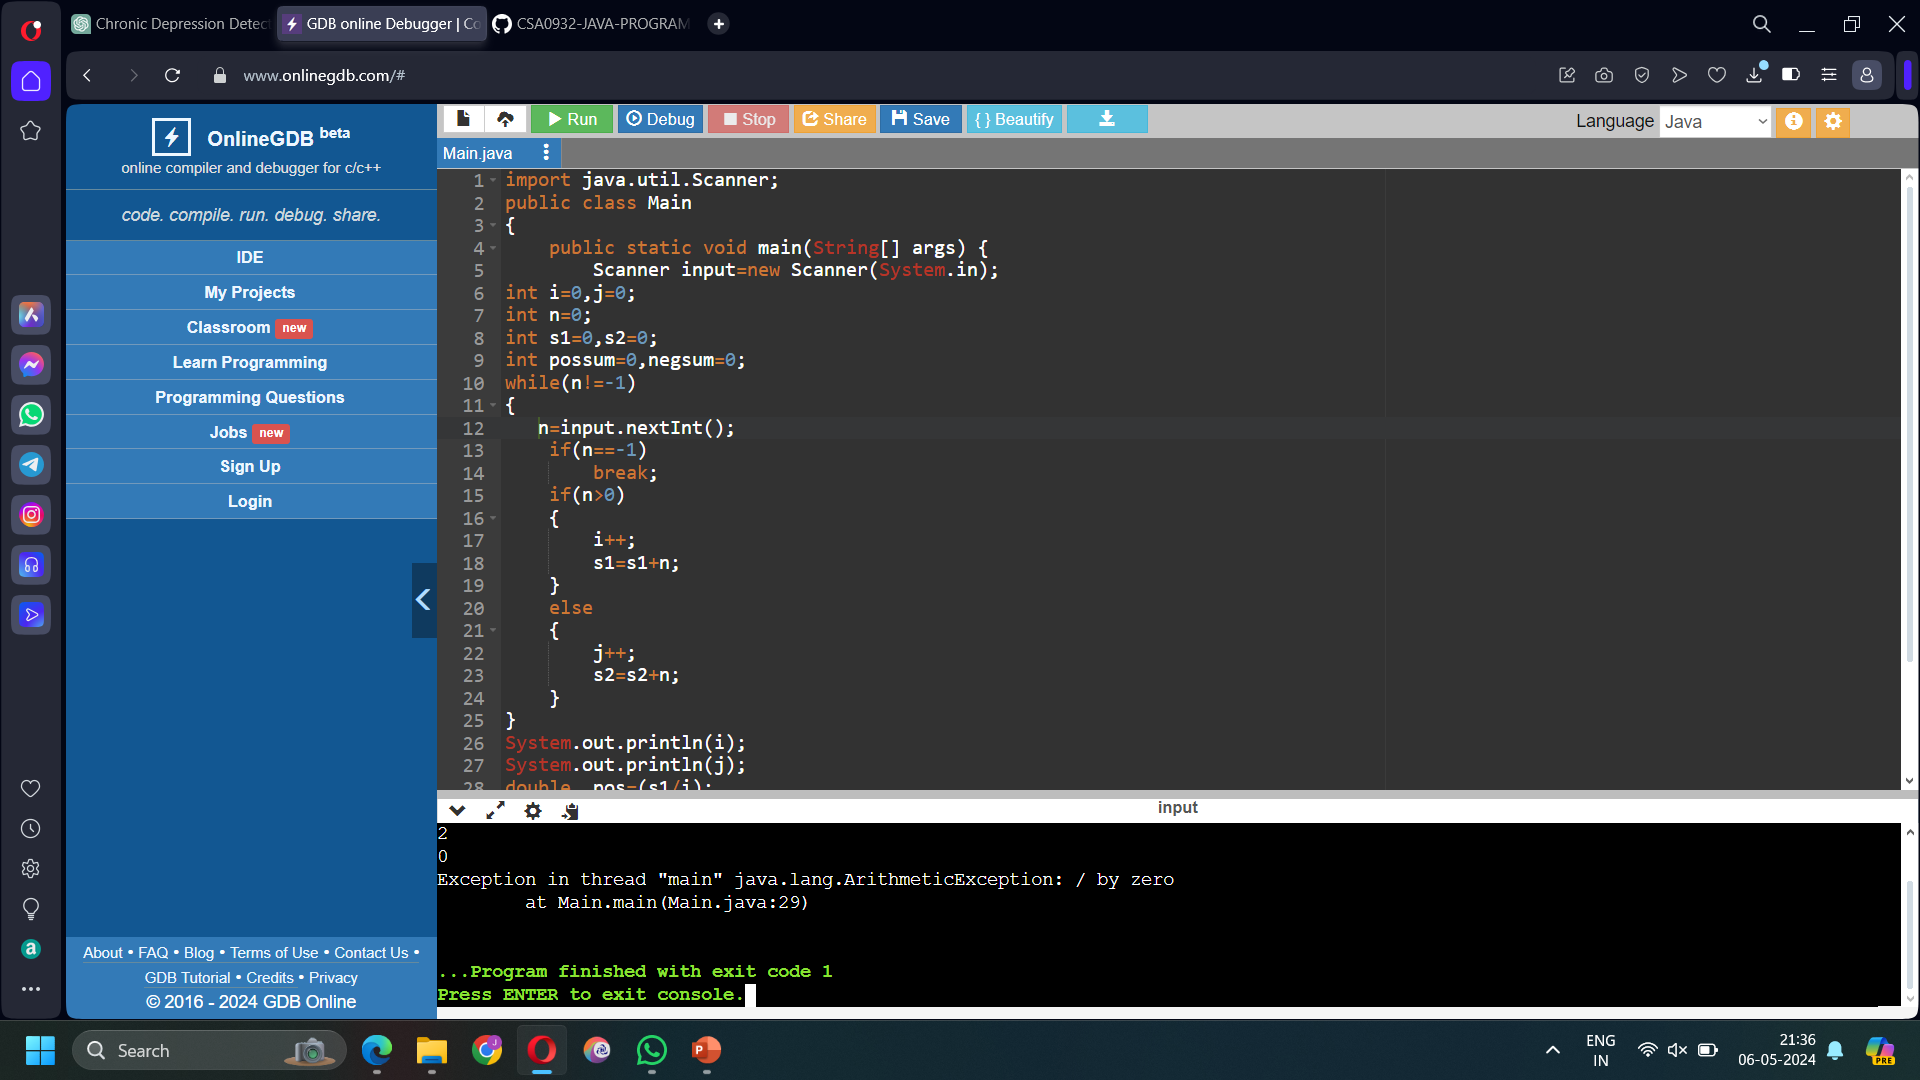 Chronic Depression Detect
GDB online Debugger | Co
CSA0932-JAVA-PROGRAM
www.onlinegdb.com/#
OnlineGDB beta
online compiler and debugger for c/c++
code. compile. run. debug. share.
IDE
My Projects
Classroom new
Learn Programming
Programming Questions
Jobs new
Sign Up
Login
About • FAQ • Blog • Terms of Use • Contact Us •
GDB Tutorial • Credits • Privacy
© 2016 - 2024 GDB Online
Run Debug Stop Share Save { } Beautify
Language Java
Main.java
1 import java.util.Scanner;
2 public class Main
3 {
4     public static void main(String[] args) {
5         Scanner input=new Scanner(System.in);
6 int i=0,j=0;
7 int n=0;
8 int s1=0,s2=0;
9 int possum=0,negsum=0;
10 while(n!=-1)
11 {
12    n=input.nextInt();
13     if(n==-1)
14         break;
15     if(n>0)
16     {
17         i++;
18         s1=s1+n;
19     }
20     else
21     {
22         j++;
23         s2=s2+n;
24     }
25 }
26 System.out.println(i);
27 System.out.println(j);
28 double  pos=(s1/i);
input
2
0
Exception in thread "main" java.lang.ArithmeticException: / by zero
        at Main.main(Main.java:29)
...Program finished with exit code 1
Press ENTER to exit console.
Search
ENG
IN
21:36
06-05-2024
PRE